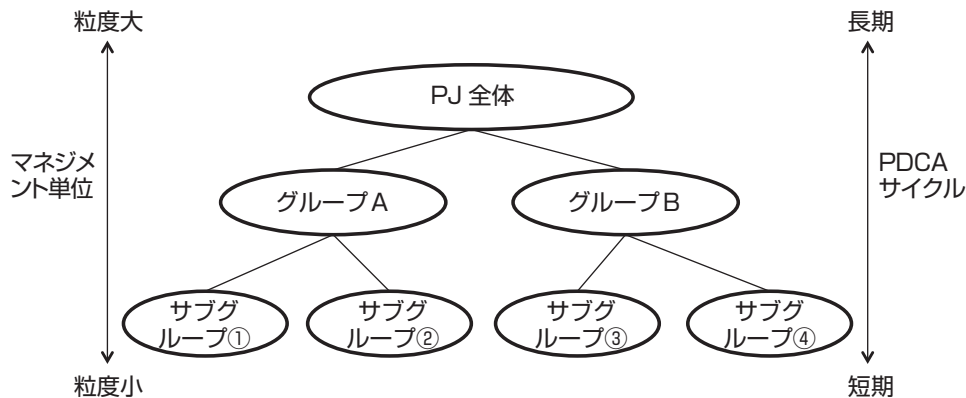 粒度大
長期
PJ 全体
マネジメ
ント単位
PDCA
サイクル
グループA
グループB
サブグ
ループ①
サブグ
ループ②
サブグ
ループ③
サブグ
ループ④
粒度小
短期